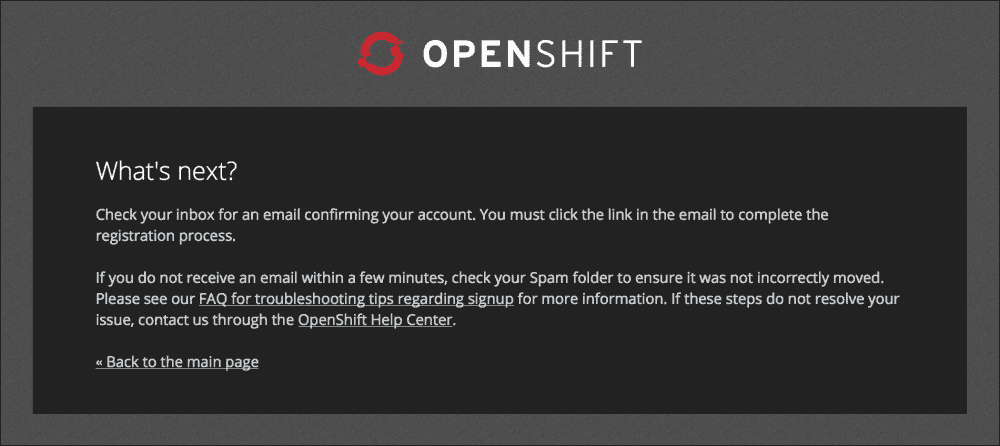 OPENSHIFT
What's next?
Check your inbox for an email confirming your account. You must click the link in the email to complete the
registration process.
If you do not receive an email within a few minutes, check your Spam folder to ensure it was not incorrectly moved.
Please see our FAQ for troubleshooting tips regarding signup for more information. If these steps do not resolve your
issue, contact us through the OpenShift Help Center.
« Back to the main page